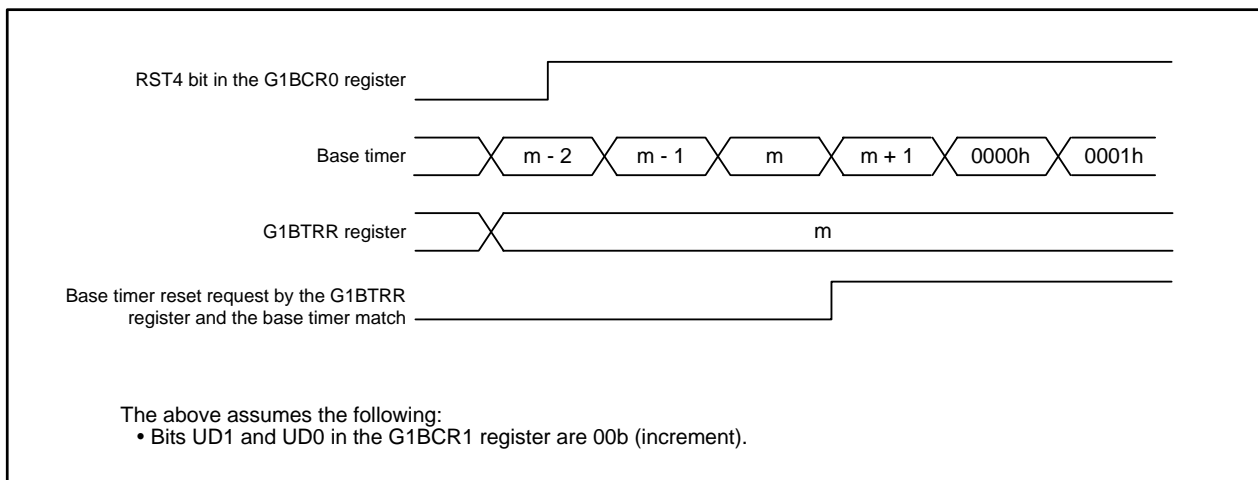 RST4 bit in the G1BCR0 register
Base timer
m - 2
m - 1
m
m + 1
0000h
0001h
G1BTRR register
m
Base timer reset request by the G1BTRR
register and the base timer match
The above assumes the following:
• Bits UD1 and UD0 in the G1BCR1 register are 00b (increment).